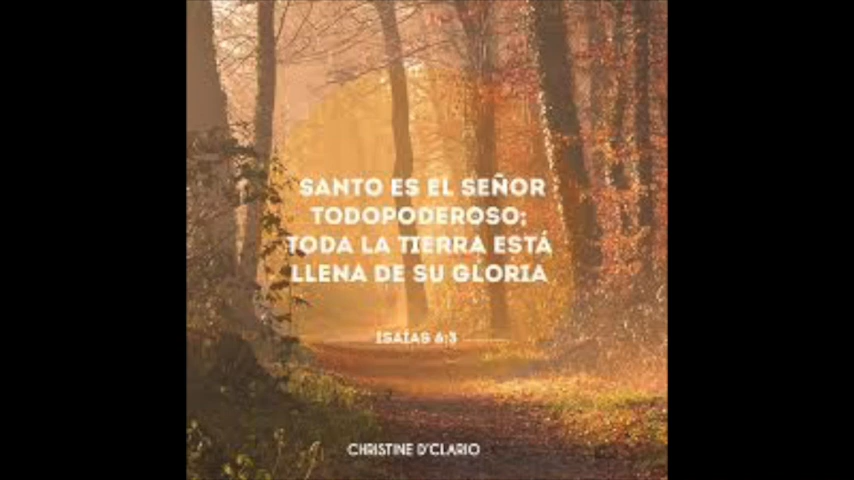 SANTO ES EL SEÑOR
TODOPODEROSO;
TODA LA TIERRA ESTÁ
LLENA DE SU GLORIA
ISAÍAS 6:3
CHRISTINE D'CLARIO